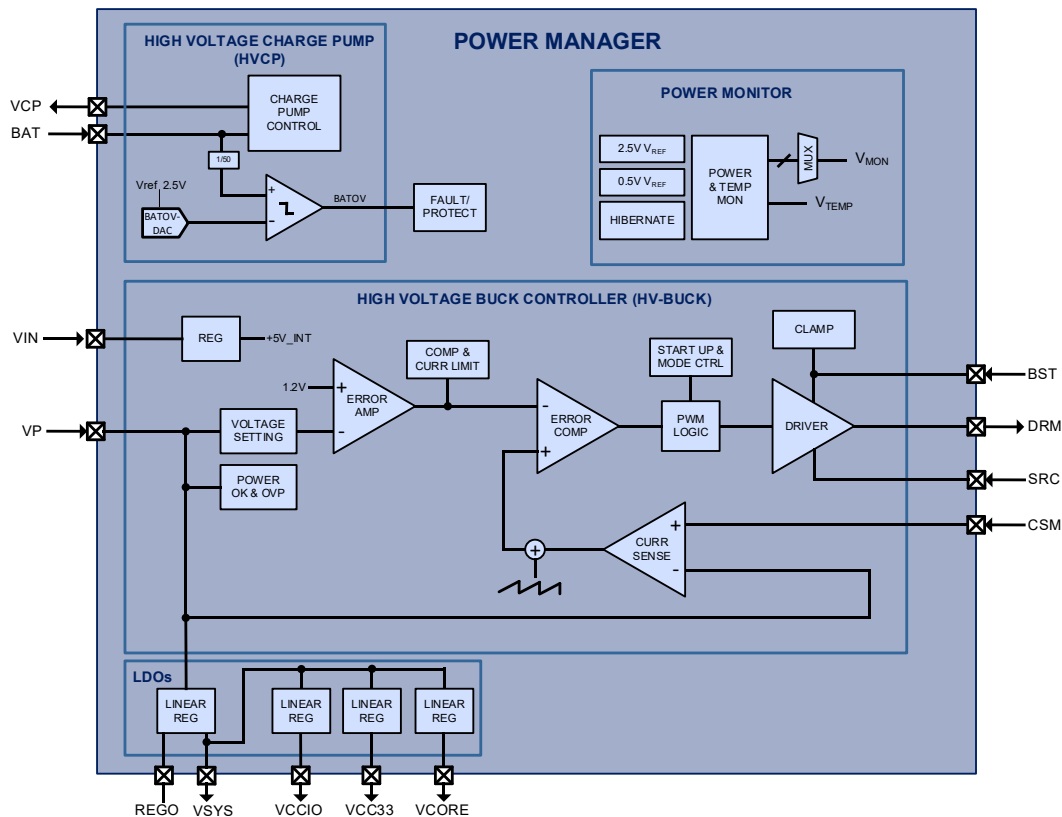 POWER MANAGER
HIGH VOLTAGE CHARGE PUMP
(HVCP)
VCP
BAT
CHARGE
PUMP
CONTROL
1/50
Vref 2.5V
BATOV-
DAC
+
-
BATOV
FAULT/
PROTECT
POWER MONITOR
2.5V VREF
0.5V VREF
HIBERNATE
POWER
& TEMP
MON
MUX
VMON
VTEMP
HIGH VOLTAGE BUCK CONTROLLER (HV-BUCK)
VIN
REG
+5V_INT
VP
VOLTAGE
SETTING
POWER
OK & OVP
1.2V
+
-
ERROR
AMP
COMP &
CURR LIMIT
-
+
ERROR
COMP
START UP &
MODE CTRL
PWM
LOGIC
CLAMP
DRIVER
BST
DRM
SRC
CSM
+
-
CURR
SENSE
+
LDOs
LINEAR
REG
LINEAR
REG
LINEAR
REG
LINEAR
REG
REGO
VSYS
VCCIO
VCC33
VCORE